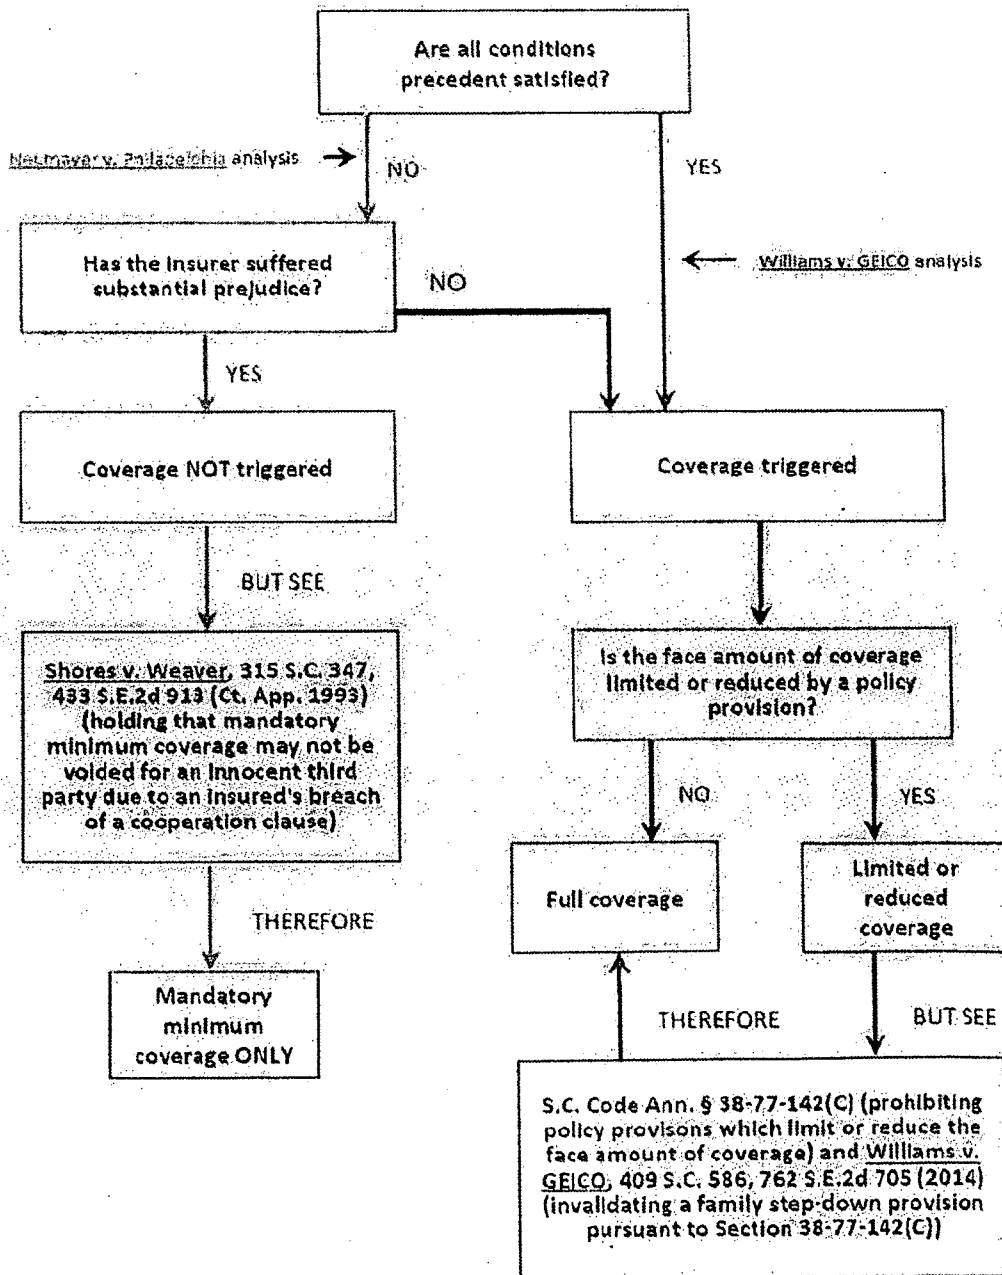 Are all conditions
precedent satisfied?
v. Philadelphia analysis
NO
YES
Has the Insurer suffered
substantial prejudice?
NO
Williams v. GEICO analysis
YES
Coverage NOT triggered
Coverage triggered
BUT SEE
Shores v. Weaver, 315 S.C. 347,
433 S.E.2d 913 (Ct. App. 1993)
(holding that mandatory
minimum coverage may not be
voided for an innocent third
party due to an insured's breach
of a cooperation clause)
Is the face amount of coverage
limited or reduced by a policy
provision?
NO
YES
Full coverage
Limited or
reduced
coverage
THEREFORE
THEREFORE
BUT SEE
Mandatory
minimum
coverage ONLY
S.C. Code Ann. § 38-77-142(C) (prohibiting
policy provisons which limit or reduce the
face amount of coverage) and Williams v.
GEICO, 409 S.C. 586, 762 S.E.2d 705 (2014)
(invalidating a family step-down provision
pursuant to Section 38-77-142(C))